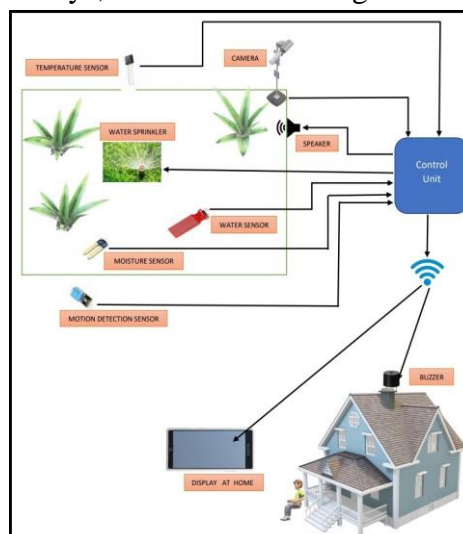 TEMPERATURE SENSOR
CAMERA
WATER SPRINKLER
SPEAKER
Control
Unit
WATER SENSOR
MOISTURE SENSOR
MOTION DETECTION SENSOR
BUZZER
DISPLAY AT HOME